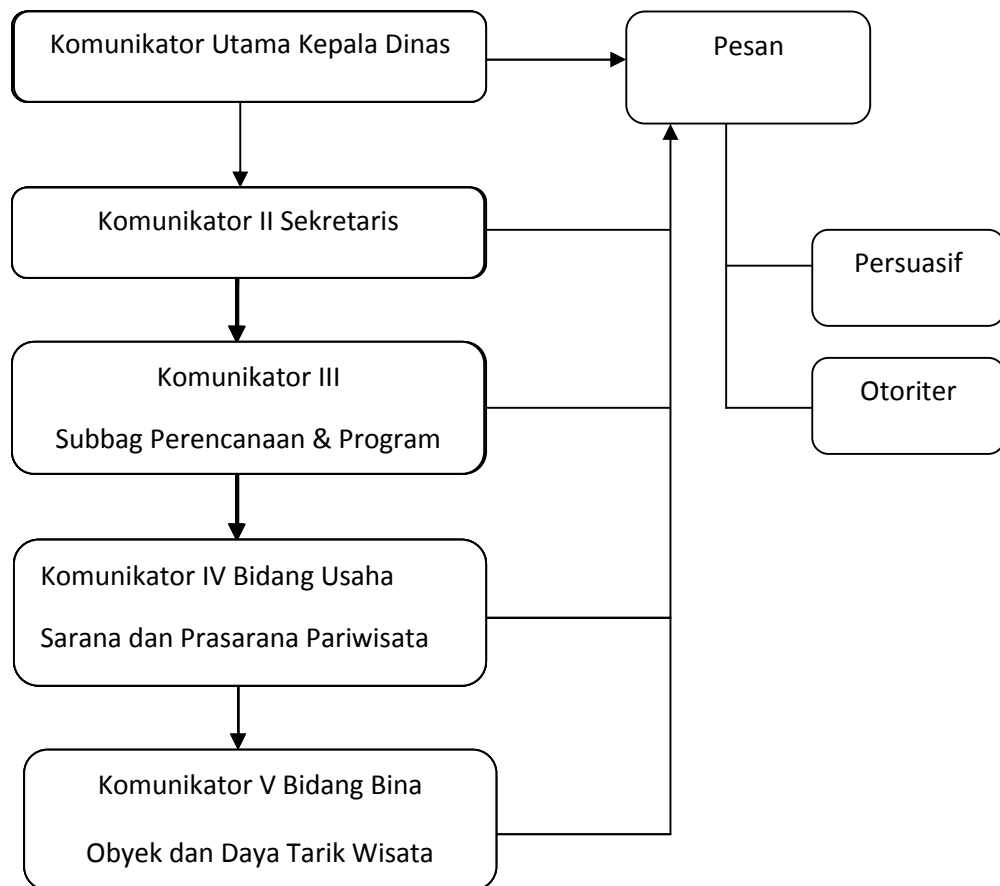 Komunikator Utama Kepala Dinas
Pesan
Komunikator II Sekretaris
Persuasif
Komunikator III
Subbag Perencanaan & Program
Otoriter
Komunikator IV Bidang Usaha
Sarana dan Prasarana Pariwisata
Komunikator V Bidang Bina
Obyek dan Daya Tarik Wisata